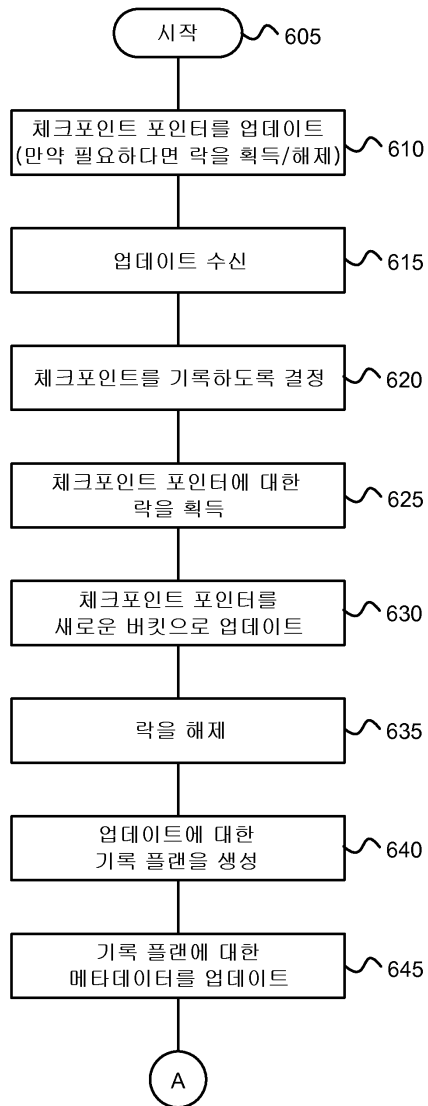 시작
605
체크포인트 포인터를 업데이트
(만약 필요하다면 락을 획득/해제)
610
업데이트 수신
615
체크포인트를 기록하도록 결정
620
체크포인트 포인터에 대한
락을 획득
625
체크포인트 포인터를
새로운 버킷으로 업데이트
630
락을 해제
635
업데이트에 대한
기록 플랜을 생성
640
기록 플랜에 대한
메타데이터를 업데이트
645
A